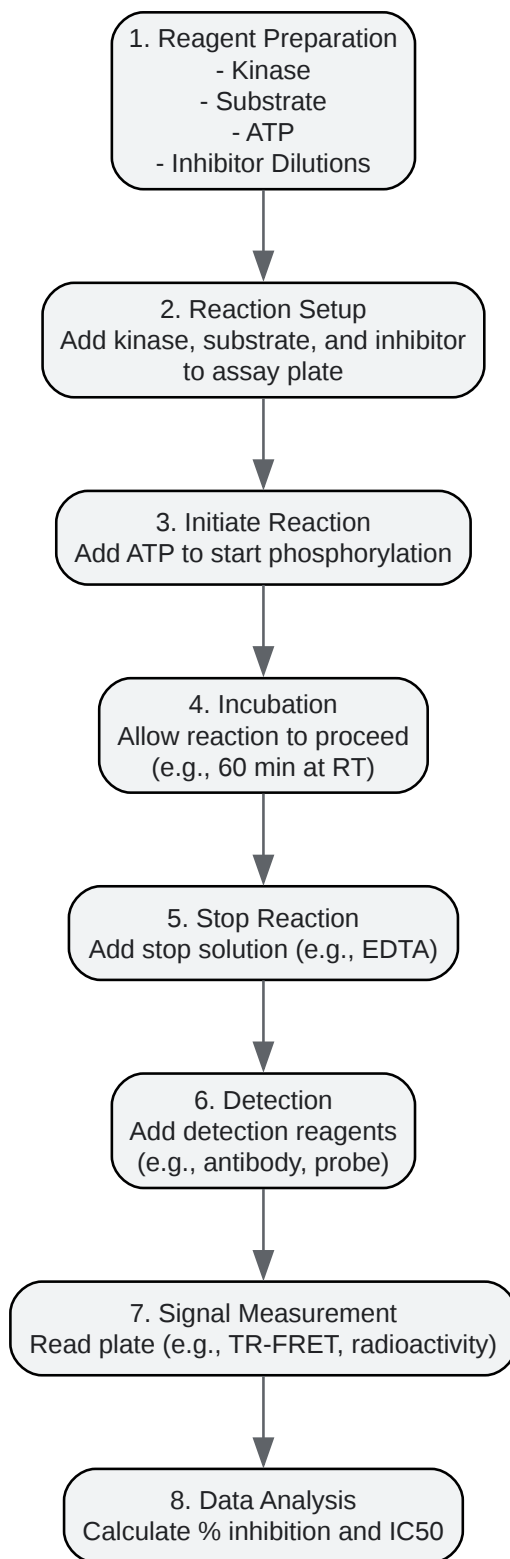 1. Reagent Preparation
- Kinase
- Substrate
- ATP
- Inhibitor Dilutions
2. Reaction Setup
Add kinase, substrate, and inhibitor
to assay plate
3. Initiate Reaction
Add ATP to start phosphorylation
4. Incubation
Allow reaction to proceed
(e.g., 60 min at RT)
5. Stop Reaction
Add stop solution (e.g., EDTA)
6. Detection
Add detection reagents
(e.g., antibody, probe)
7. Signal Measurement
Read plate (e.g., TR-FRET, radioactivity)
8. Data Analysis
Calculate % inhibition and IC50